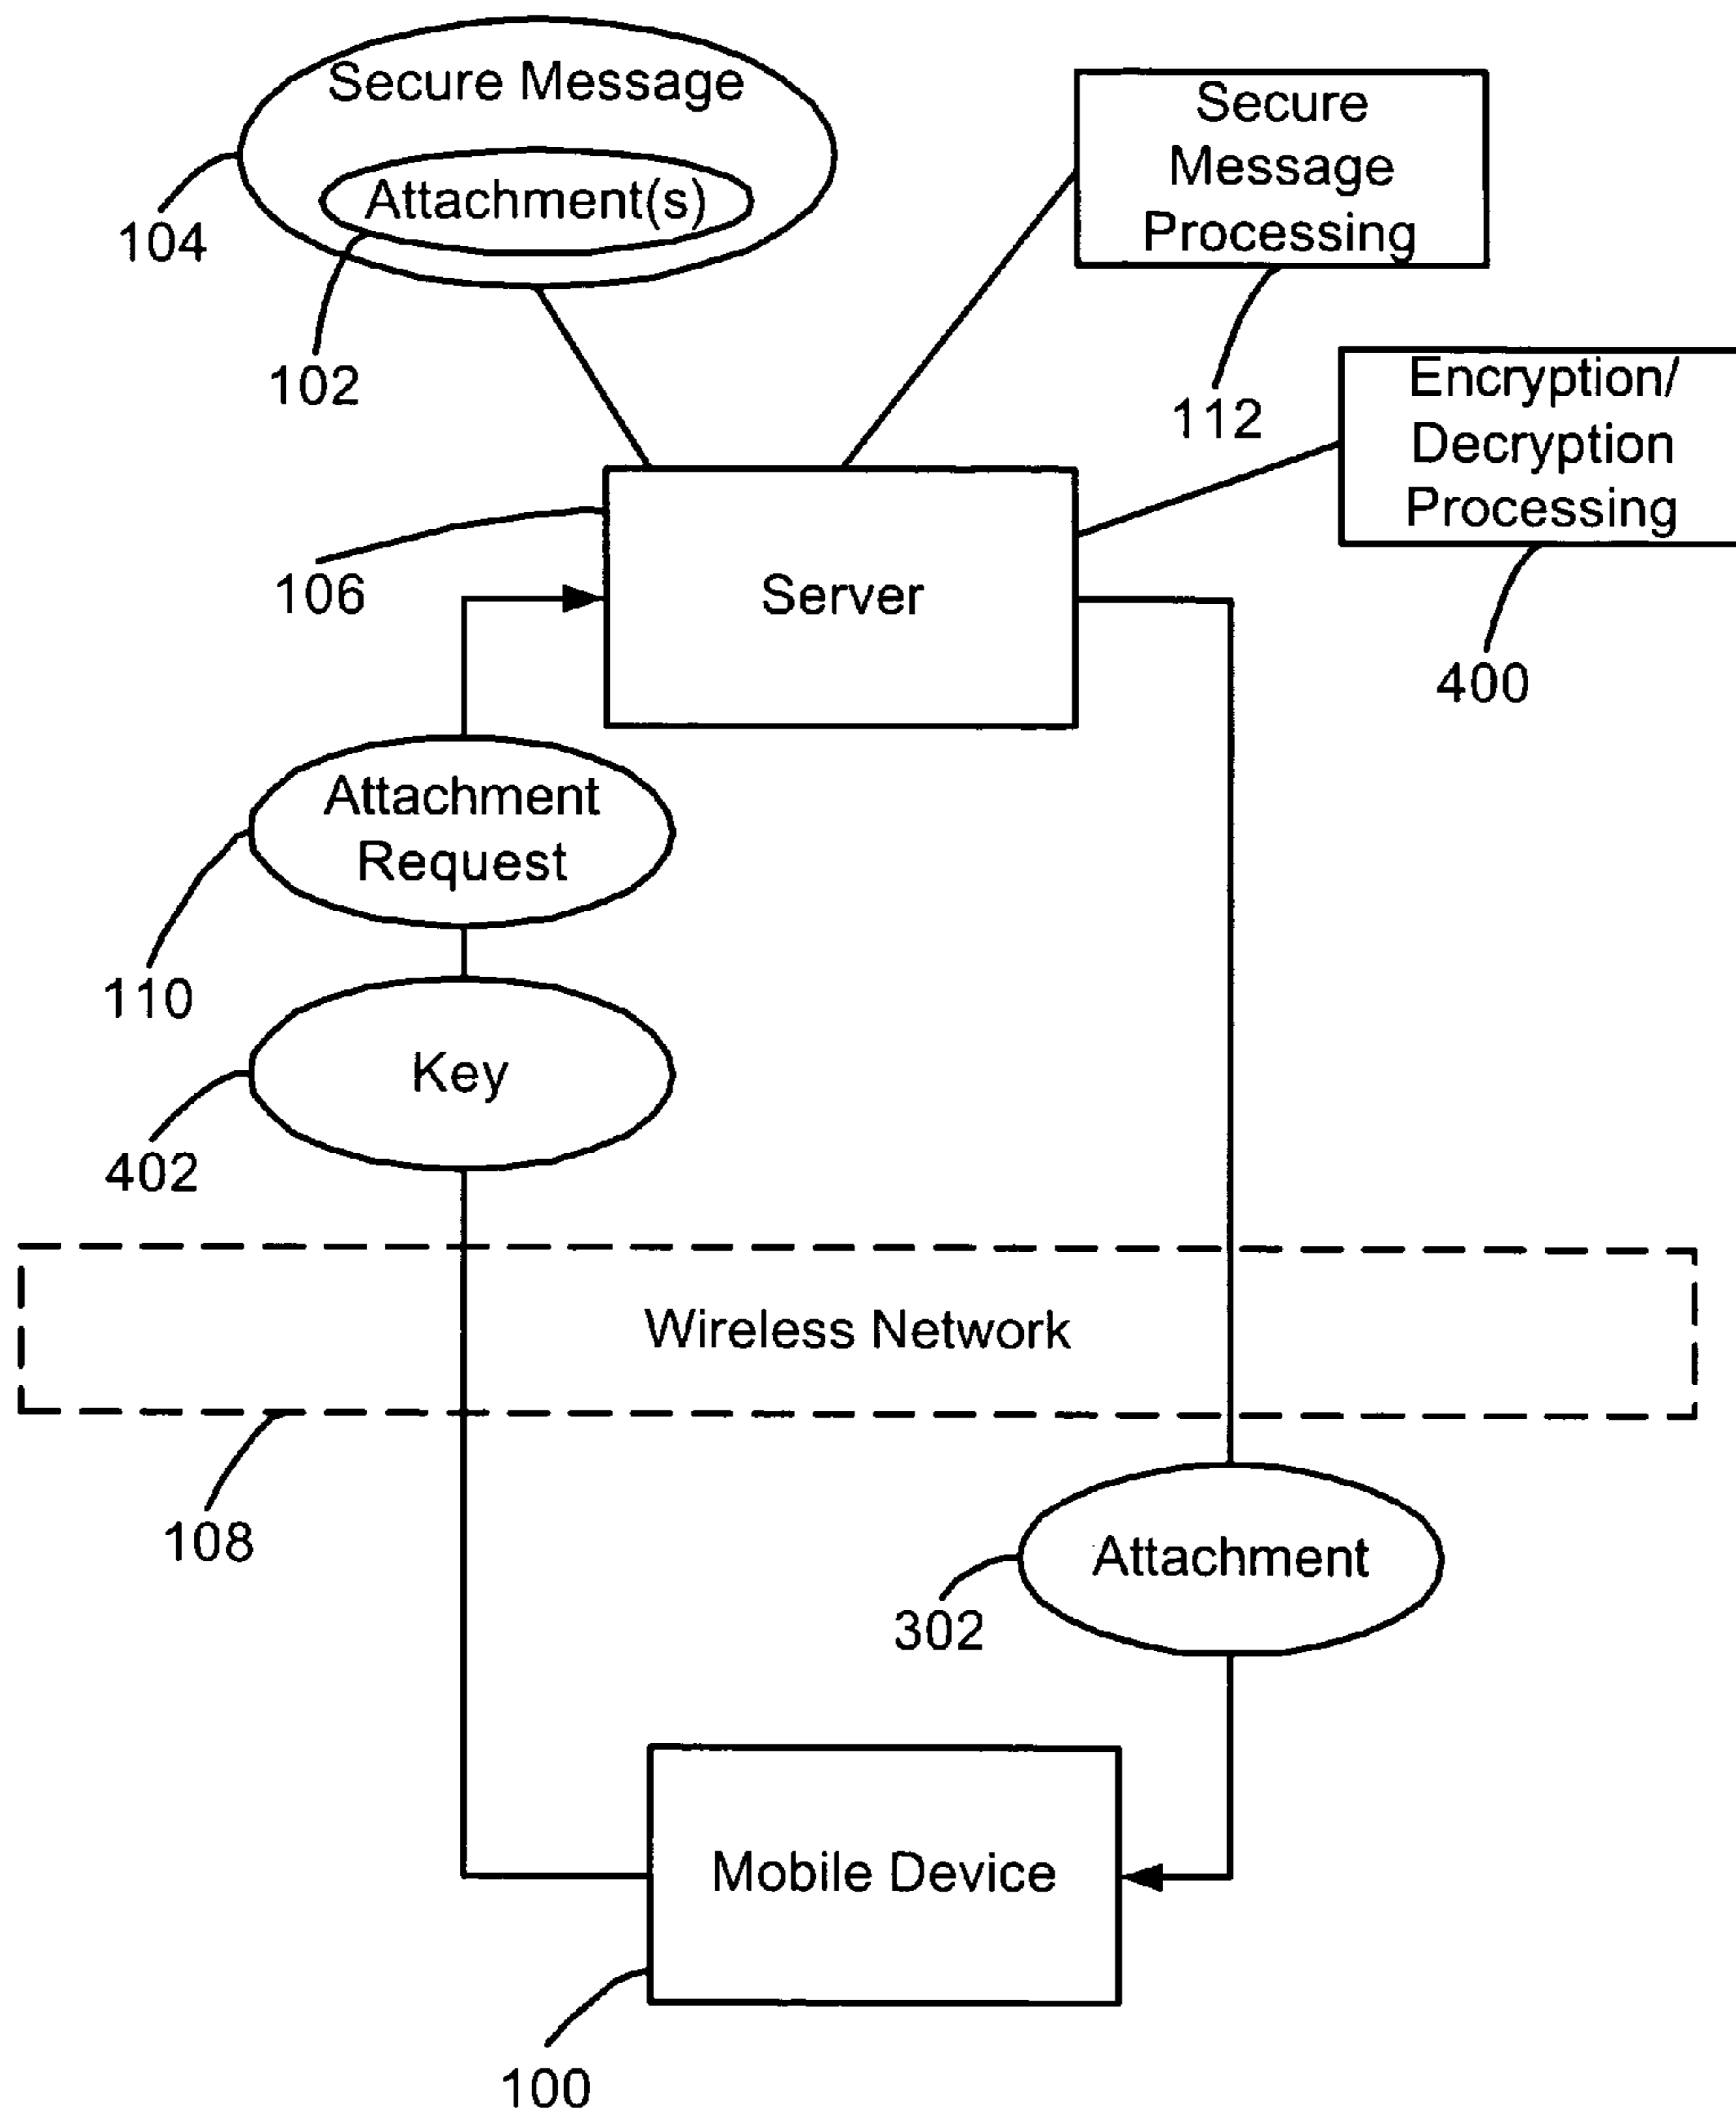 Secure Message
Attachment(s)
104
102
Secure
Message
Processing
112
Encryption/
Decryption
Processing
400
106
Server
Attachment
Request
110
Key
402
Wireless Network
108
Attachment
302
Mobile Device
100